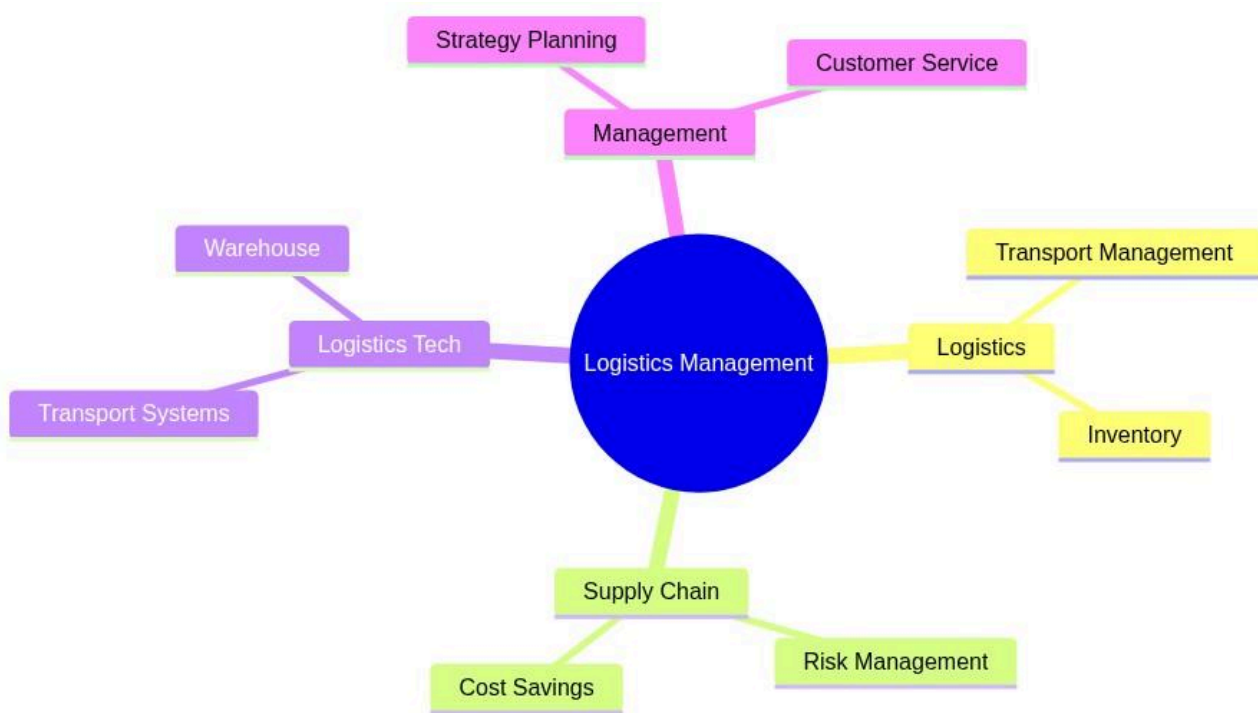 Strategy Planning
Customer Service
Management
Warehouse
Transport Management
Logistics Tech
Logistics Management
Logistics
Transport Systems
Inventory
Supply Chain
Cost Savings
Risk Management